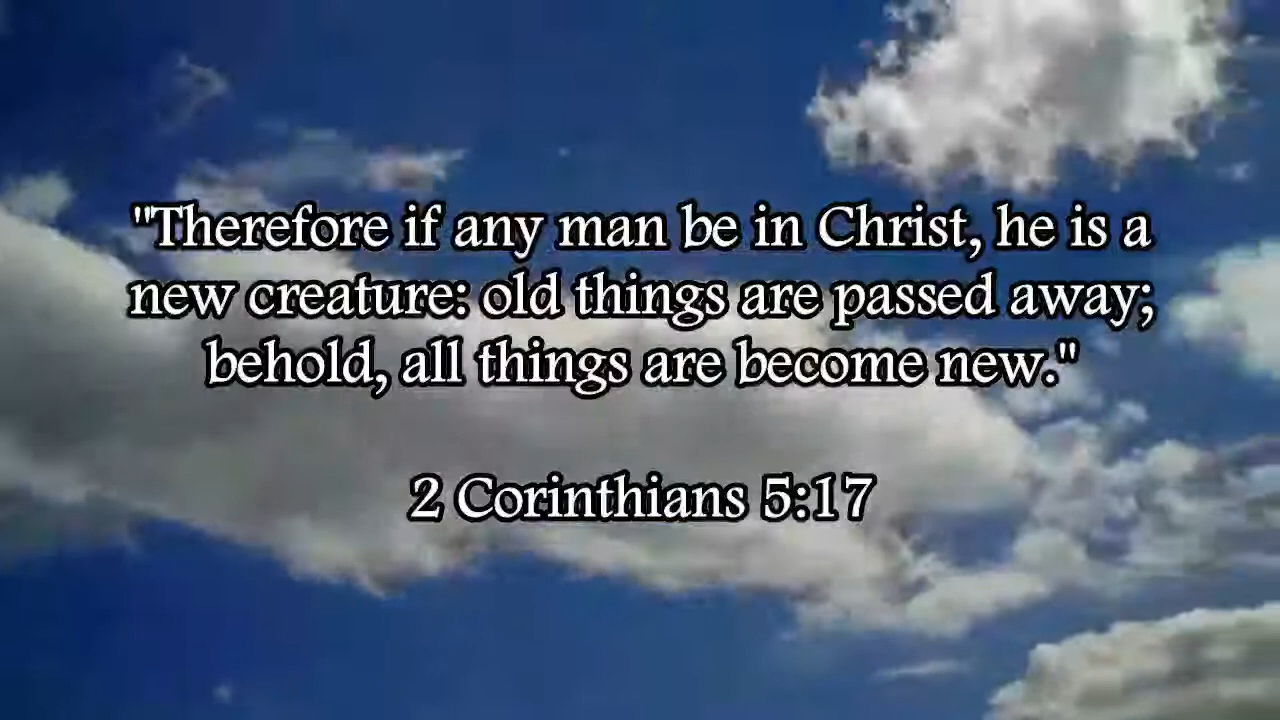 "Therefore if any man be in Christ, he is a
new creature: old things are passed away;
behold, all things are become new."
2 Corinthians 5:17